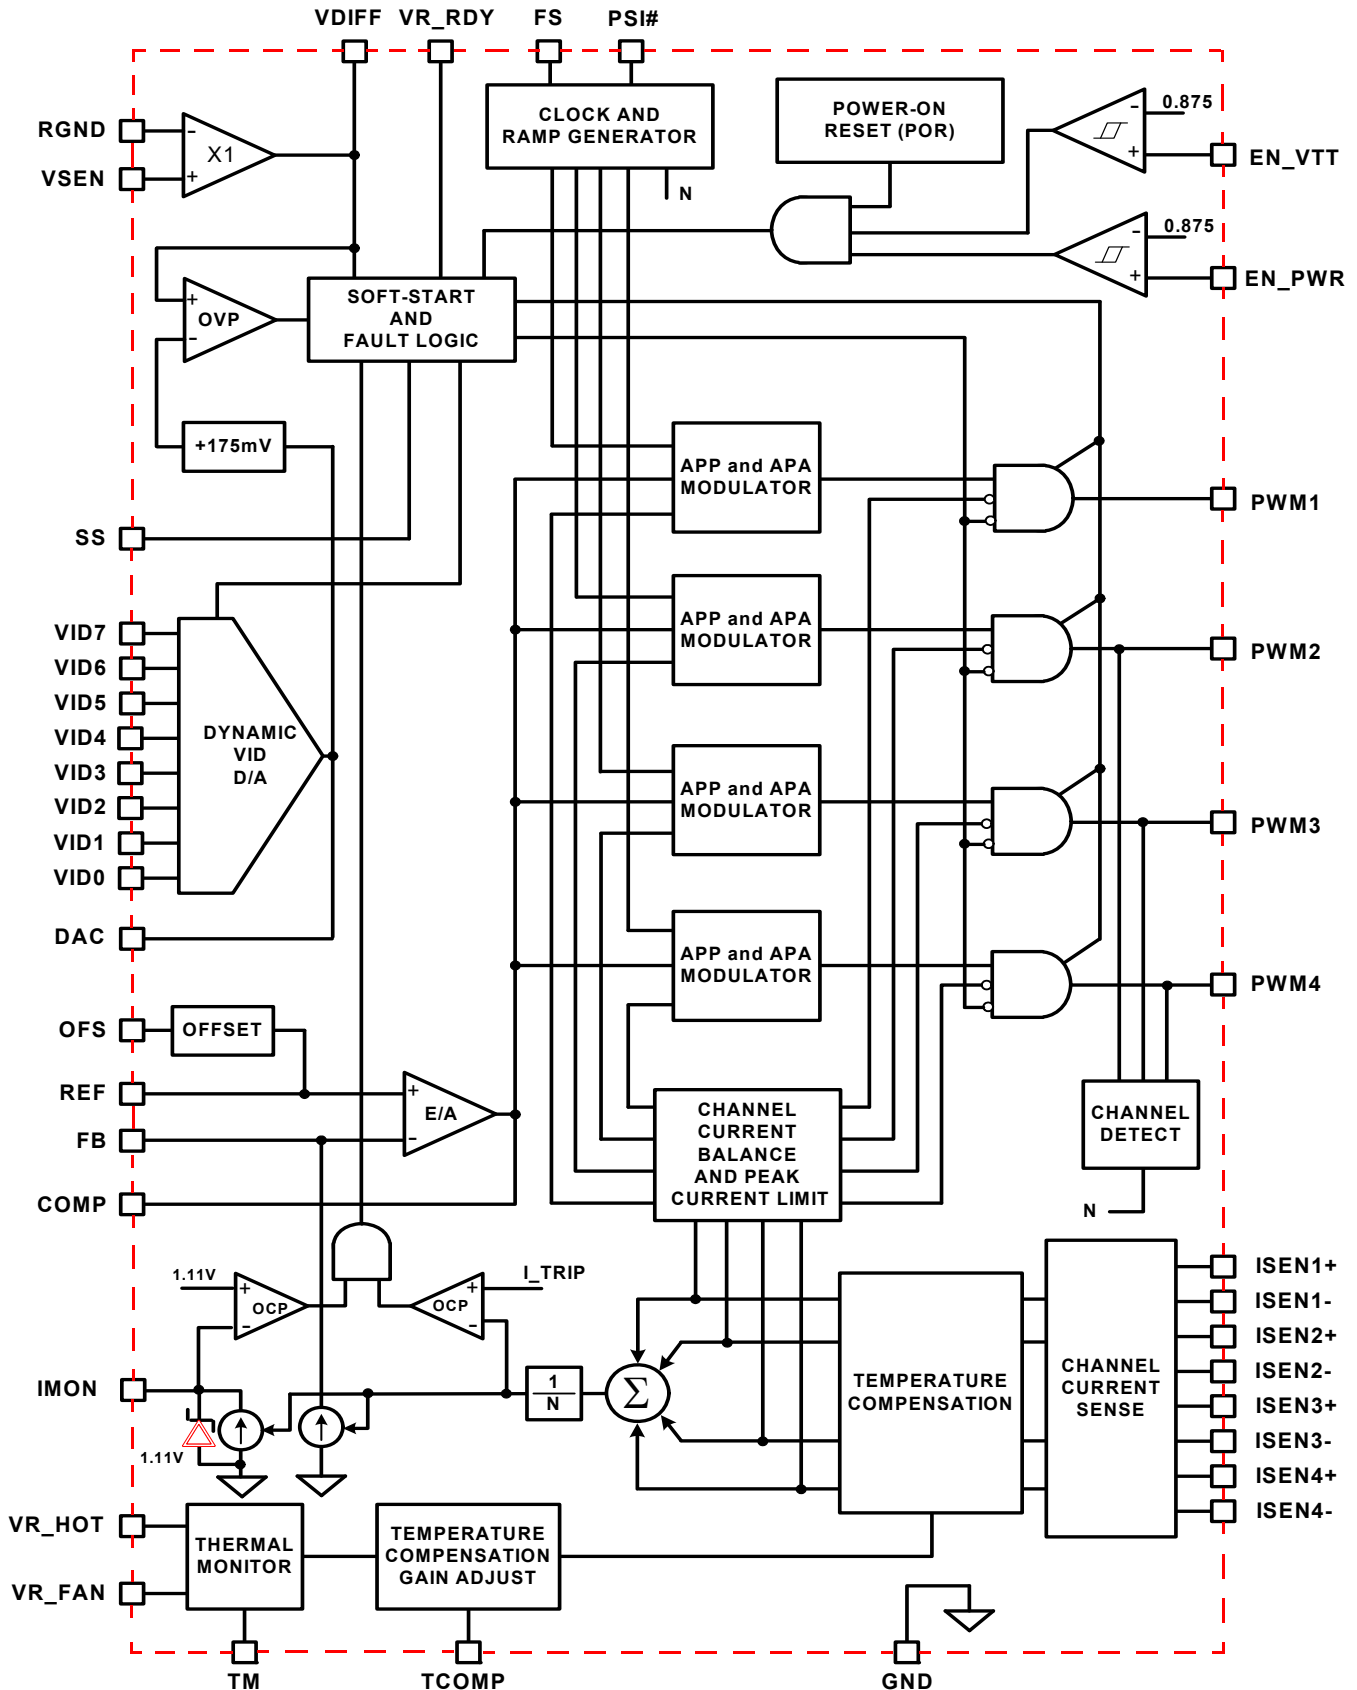 VDIFF VR_RDY FS PSI#
RGND
VSEN
-
+
X1
CLOCK AND
RAMP GENERATOR
N
POWER-ON
RESET (POR)
0.875
-
+
EN_VTT
0.875
-
+
EN_PWR
+
OVP
-
SOFT-START
AND
FAULT LOGIC
+175mV
SS
APP and APA
MODULATOR
PWM1
VID7
VID6
VID5
VID4
VID3
VID2
VID1
VID0
DYNAMIC
VID
D/A
APP and APA
MODULATOR
PWM2
APP and APA
MODULATOR
PWM3
DAC
APP and APA
MODULATOR
PWM4
OFS
OFFSET
REF
FB
+
E/A
-
COMP
CHANNEL
CURRENT
BALANCE
AND PEAK
CURRENT LIMIT
CHANNEL
DETECT
N
1.11V
+
OCP
-
I_TRIP
+
OCP
-
IMON
1.11V
1
N
Σ
TEMPERATURE
COMPENSATION
CHANNEL
CURRENT
SENSE
ISEN1+
ISEN1-
ISEN2+
ISEN2-
ISEN3+
ISEN3-
ISEN4+
ISEN4-
VR_HOT
VR_FAN
THERMAL
MONITOR
TEMPERATURE
COMPENSATION
GAIN ADJUST
TM TCOMP GND